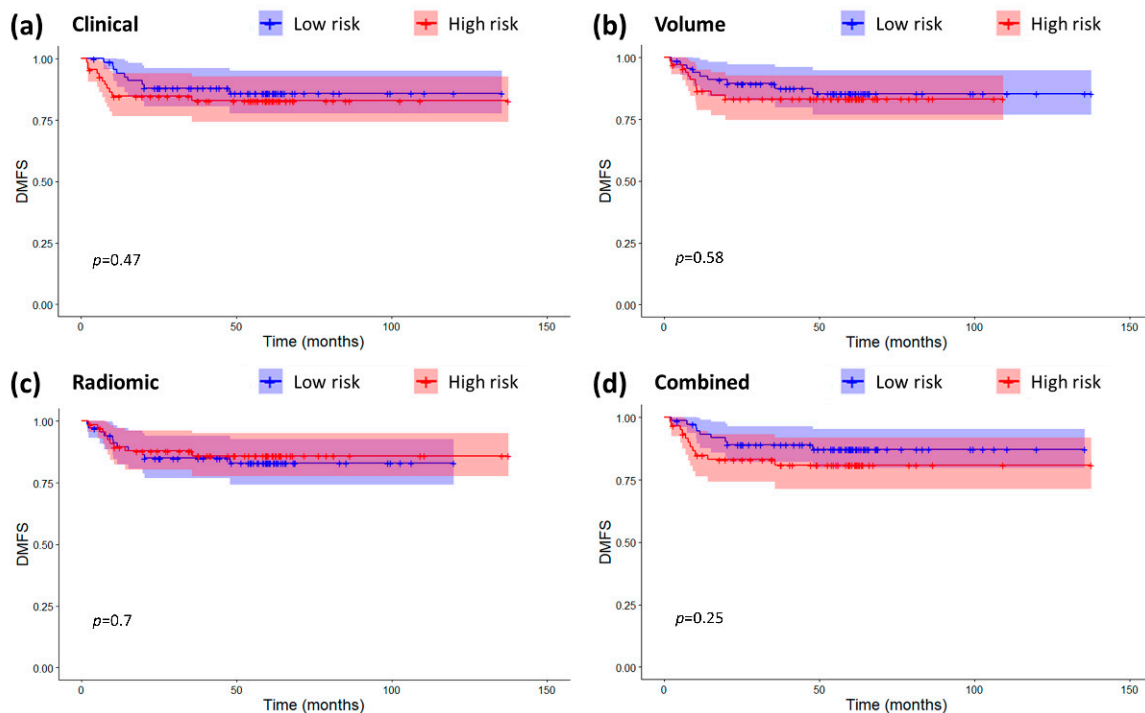 (a) Clinical Low risk High risk
1.00
0.75
0.50
0.25
0.00
DMFS
p=0.47
0 50 100 150
Time (months)
(b) Volume Low risk High risk
1.00
0.75
0.50
0.25
0.00
DMFS
p=0.58
0 50 100 150
Time (months)
(c) Radiomic Low risk High risk
1.00
0.75
0.50
0.25
0.00
DMFS
p=0.7
0 50 100 150
Time (months)
(d) Combined Low risk High risk
1.00
0.75
0.50
0.25
0.00
DMFS
p=0.25
0 50 100 150
Time (months)